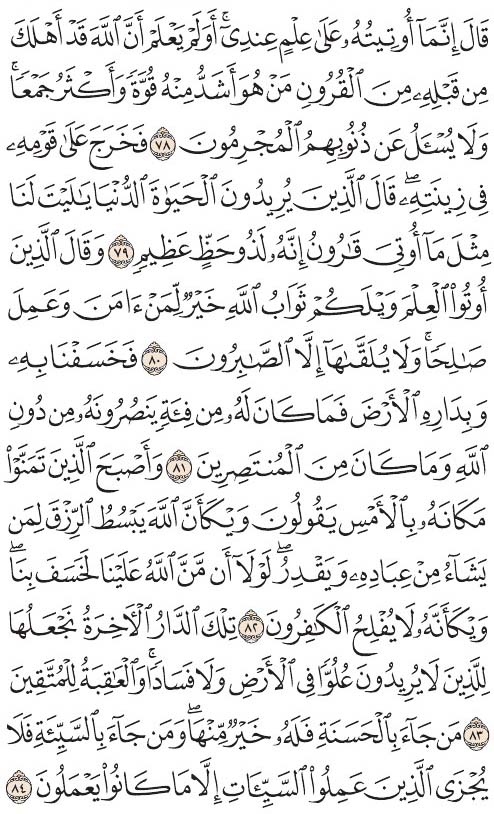 قَالَ إِنَّمَآ أُوتِيتُهُۥ عَلَىٰ عِلْمٍ عِندِىٓ ۚ أَوَلَمْ يَعْلَمْ أَنَّ ٱللَّهَ قَدْ أَهْلَكَ
مِن قَبْلِهِۦ مِنَ ٱلْقُرُونِ مَنْ هُوَ أَشَدُّ مِنْهُ قُوَّةً وَأَكْثَرُ جَمْعًا ۚ
وَلَا يُسْـَٔلُ عَن ذُنُوبِهِمُ ٱلْمُجْرِمُونَ ٧٨ فَخَرَجَ عَلَىٰ قَوْمِهِۦ
فِى زِينَتِهِۦ ۖ قَالَ ٱلَّذِينَ يُرِيدُونَ ٱلْحَيَوٰةَ ٱلدُّنْيَا يَـٰلَيْتَ لَنَا
مِثْلَ مَآ أُوتِىَ قَـٰرُونُ إِنَّهُۥ لَذُو حَظٍّ عَظِيمٍ ٧٩ وَقَالَ ٱلَّذِينَ
أُوتُوا۟ ٱلْعِلْمَ وَيْلَكُمْ ثَوَابُ ٱللَّهِ خَيْرٌ لِّمَنْ ءَامَنَ وَعَمِلَ
صَـٰلِحًا ۚ وَلَا يُلَقَّىٰهَآ إِلَّا ٱلصَّـٰبِرُونَ ٨٠ فَخَسَفْنَا بِهِۦ
وَبِدَارِهِ ٱلْأَرْضَ فَمَا كَانَ لَهُۥ مِن فِئَةٍ يَنصُرُونَهُۥ مِن دُونِ
ٱللَّهِ وَمَا كَانَ مِنَ ٱلْمُنتَصِرِينَ ٨١ وَأَصْبَحَ ٱلَّذِينَ تَمَنَّوْا۟
مَكَانَهُۥ بِٱلْأَمْسِ يَقُولُونَ وَيْكَأَنَّ ٱللَّهَ يَبْسُطُ ٱلرِّزْقَ لِمَن
يَشَآءُ مِنْ عِبَادِهِۦ وَيَقْدِرُ ۖ لَوْلَآ أَن مَّنَّ ٱللَّهُ عَلَيْنَا لَخَسَفَ بِنَا ۖ
وَيْكَأَنَّهُۥ لَا يُفْلِحُ ٱلْكَـٰفِرُونَ ٨٢ تِلْكَ ٱلدَّارُ ٱلْـَٔاخِرَةُ نَجْعَلُهَا
لِلَّذِينَ لَا يُرِيدُونَ عُلُوًّا فِى ٱلْأَرْضِ وَلَا فَسَادًا ۚ وَٱلْعَـٰقِبَةُ لِلْمُتَّقِينَ
٨٣ مَن جَآءَ بِٱلْحَسَنَةِ فَلَهُۥ خَيْرٌ مِّنْهَا ۖ وَمَن جَآءَ بِٱلسَّيِّئَةِ فَلَا
يُجْزَى ٱلَّذِينَ عَمِلُوا۟ ٱلسَّيِّـَٔاتِ إِلَّا مَا كَانُوا۟ يَعْمَلُونَ ٨٤